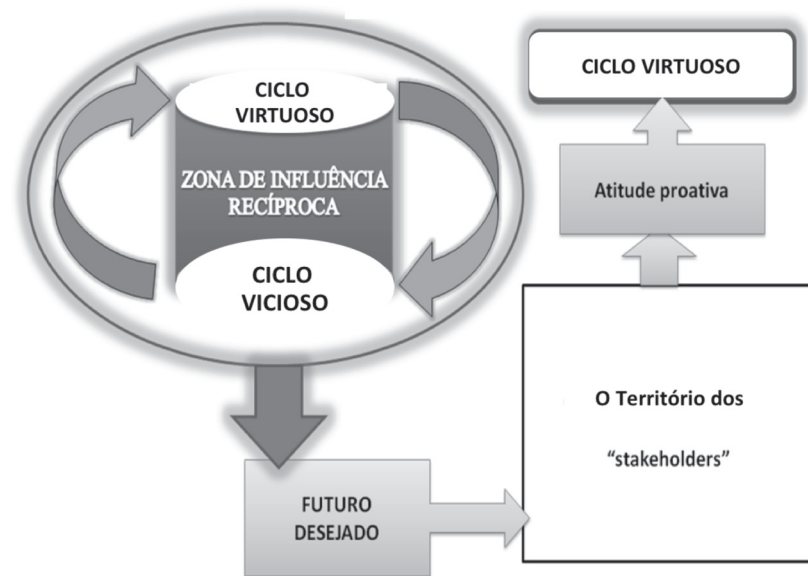 CICLO
VIRTUOSO
ZONA DE INFLUÊNCIA
RECÍPROCA
CICLO
VICIOSO
FUTURO
DESEJADO
O Território dos
“stakeholders”
Atitude proativa
CICLO VIRTUOSO